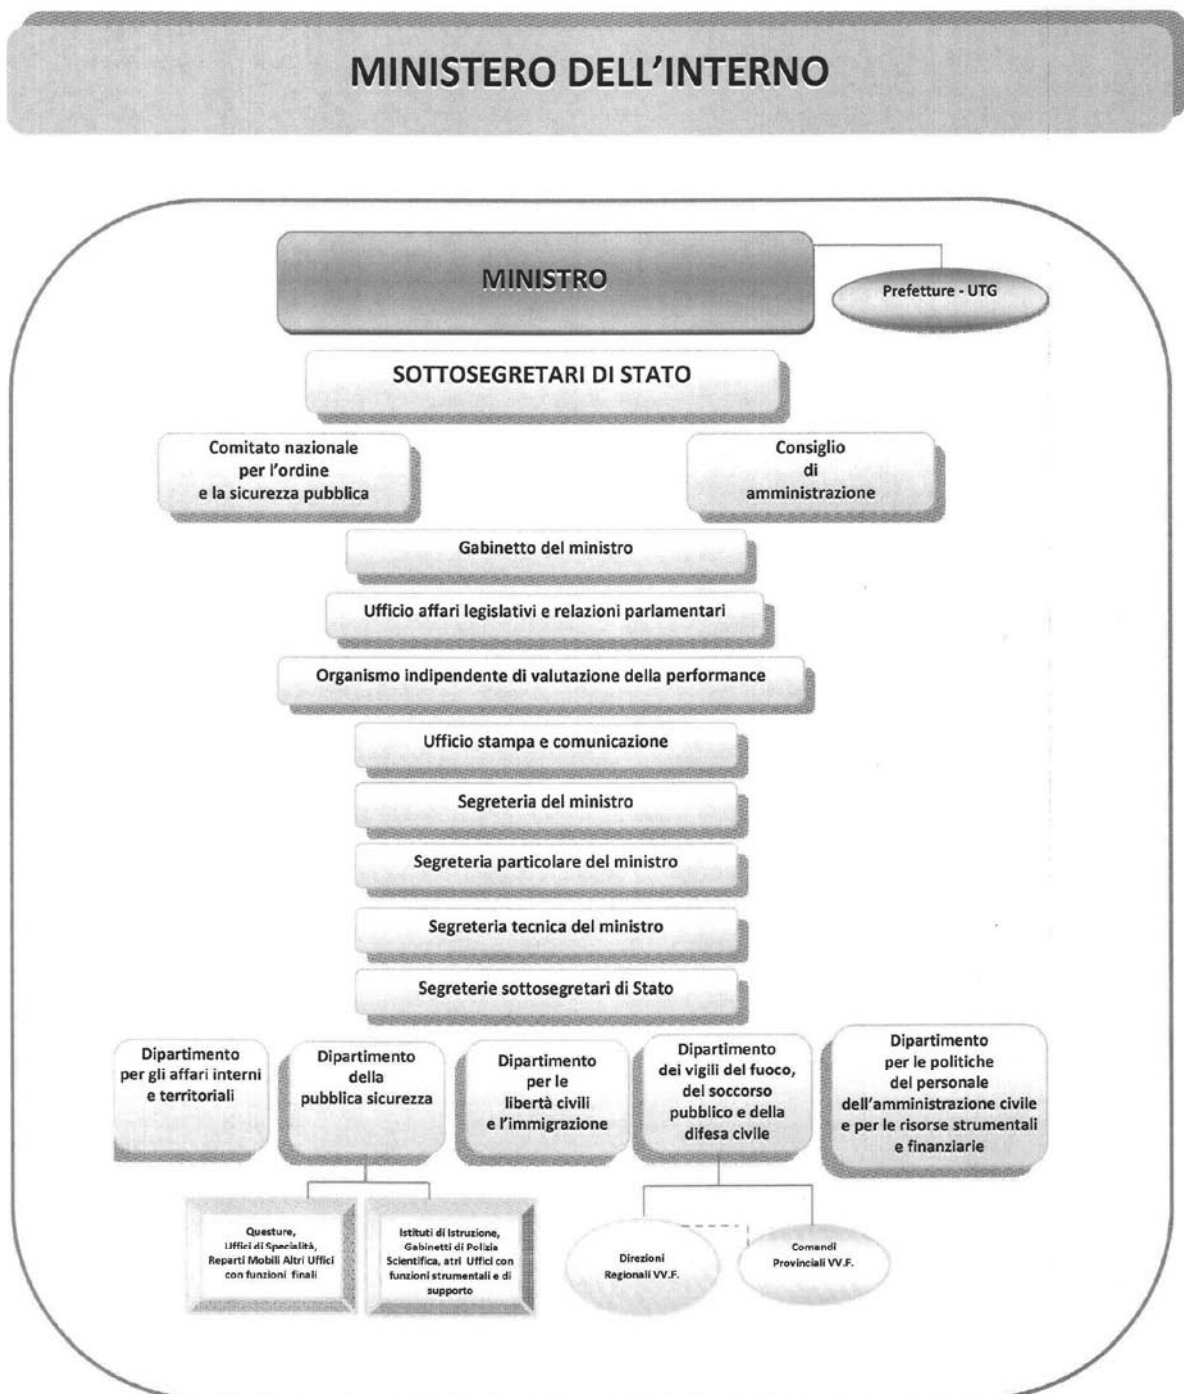 MINISTERO DELL'INTERNO
MINISTRO
Prefetture - UTG
SOTTOSEGRETARI DI STATO
Comitato nazionale
per l'ordine
e la sicurezza pubblica
Consiglio
di
amministrazione
Gabinetto del ministro
Ufficio affari legislativi e relazioni parlamentari
Organismo indipendente di valutazione della performance
Ufficio stampa e comunicazione
Segreteria del ministro
Segreteria particolare del ministro
Segreteria tecnica del ministro
Segreterie sottosegretari di Stato
Dipartimento
per gli affari interni
e territoriali
Dipartimento
della
pubblica sicurezza
Dipartimento
per le
libertà civili
e l'immigrazione
Dipartimento
dei vigili del fuoco,
del soccorso
pubblico e della
difesa civile
Dipartimento
per le politiche
del personale
dell'amministrazione civile
e per le risorse strumentali
e finanziarie
Questure,
Uffici di Specialità,
Reparti Mobili Altri Uffici
con funzioni finali
Istituti di Istruzione,
Gabinetti di Polizia
Scientifica, atri Uffici con
funzioni strumentali e di
supporto
Direzioni
Regionali VV.F.
Comandi
Provinciali VV.F.